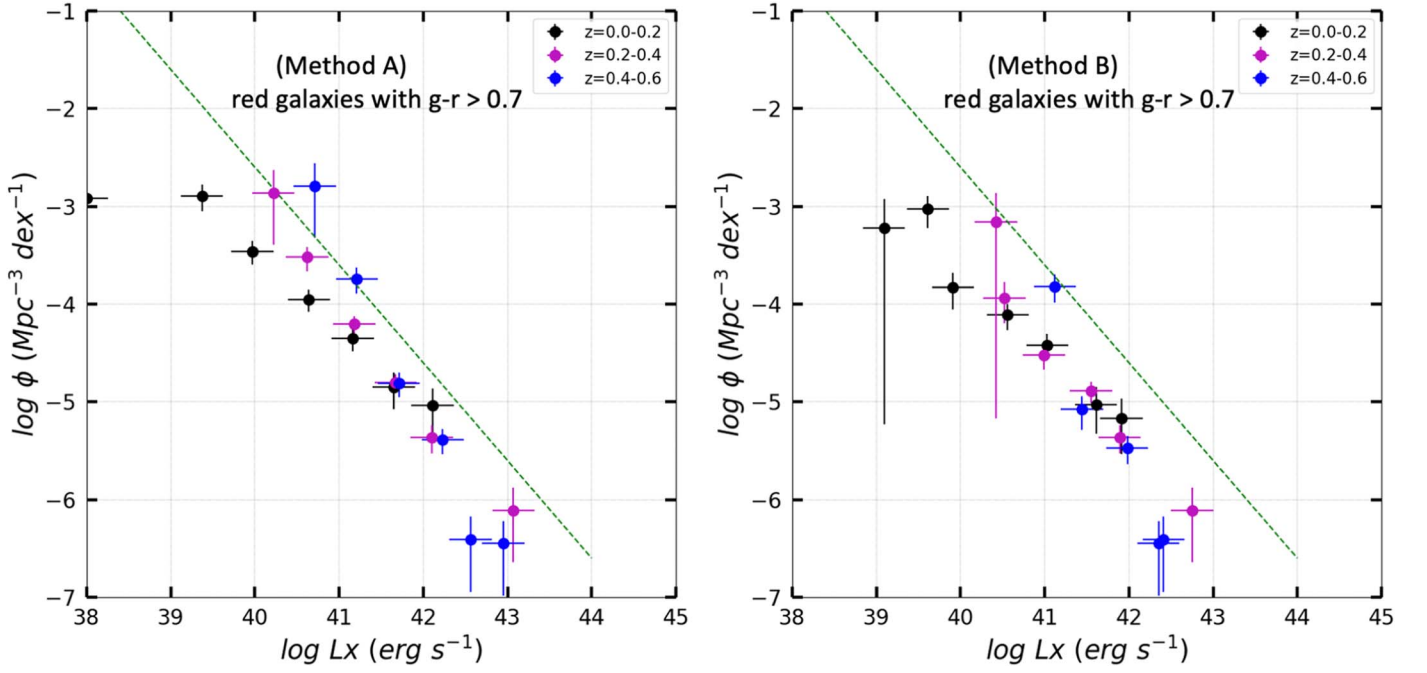 −1
−2
−3
−4
−5
−6
−7
log ϕ (Mpc⁻³ dex⁻¹)
(Method A)
red galaxies with g-r > 0.7
z=0.0-0.2
z=0.2-0.4
z=0.4-0.6
38 39 40 41 42 43 44 45
log Lx (erg s⁻¹)
−1
−2
−3
−4
−5
−6
−7
log ϕ (Mpc⁻³ dex⁻¹)
(Method B)
red galaxies with g-r > 0.7
z=0.0-0.2
z=0.2-0.4
z=0.4-0.6
38 39 40 41 42 43 44 45
log Lx (erg s⁻¹)